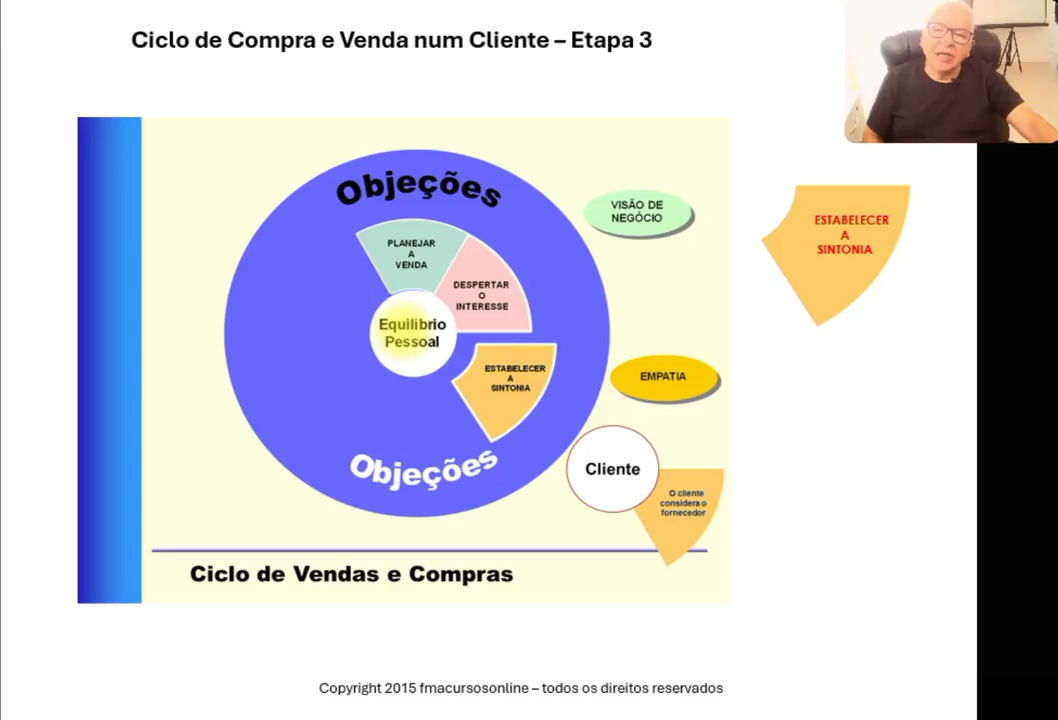 Ciclo de Compra e Venda num Cliente – Etapa 3
Objeções
VISÃO DE
NEGÓCIO
PLANEJAR
A
VENDA
DESPERTAR
O
INTERESSE
Equilíbrio
Pessoal
ESTABELECER
A
SINTONIA
ESTABELECER
A
SINTONIA
EMPATIA
Objeções
Cliente
O cliente
considera o
fornecedor
Ciclo de Vendas e Compras
Copyright 2015 fmacursosonline – todos os direitos reservados